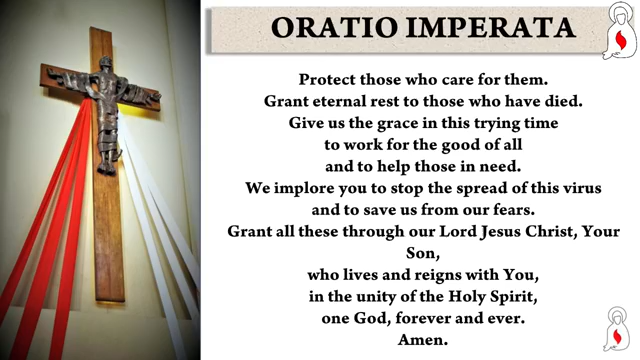 ORATIO IMPERATA
Protect those who care for them.
Grant eternal rest to those who have died.
Give us the grace in this trying time
to work for the good of all
and to help those in need.
We implore you to stop the spread of this virus
and to save us from our fears.
Grant all these through our Lord Jesus Christ, Your
Son,
who lives and reigns with You,
in the unity of the Holy Spirit,
one God, forever and ever.
Amen.